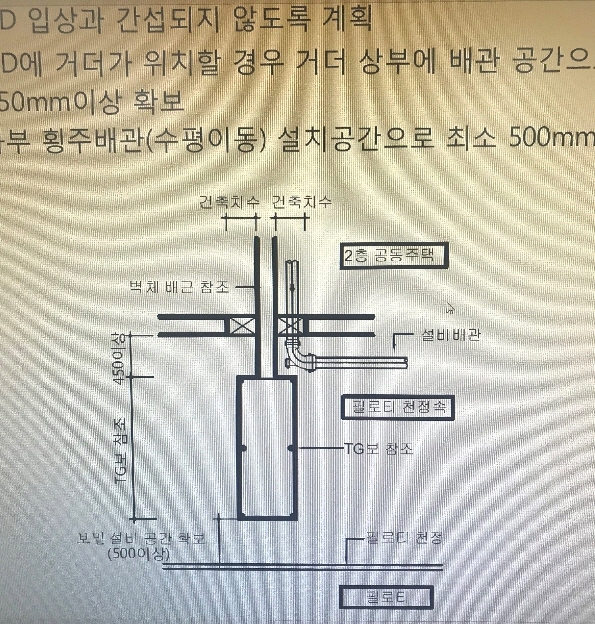 D 입상과 간섭되지 않도록 계획
D에 거더가 위치할 경우 거더 상부에 배관 공간으
50mm이상 확보
부 횡주배관(수평이동) 설치공간으로 최소 500mm
건축치수 건축치수
2층 공동주택
벽체 배근 참조
설비배관
450이상
필로티 천정속
TG보 참조
TG보 참조
보밑 설비 공간 확보
(500이상)
필로티 천정
필로티